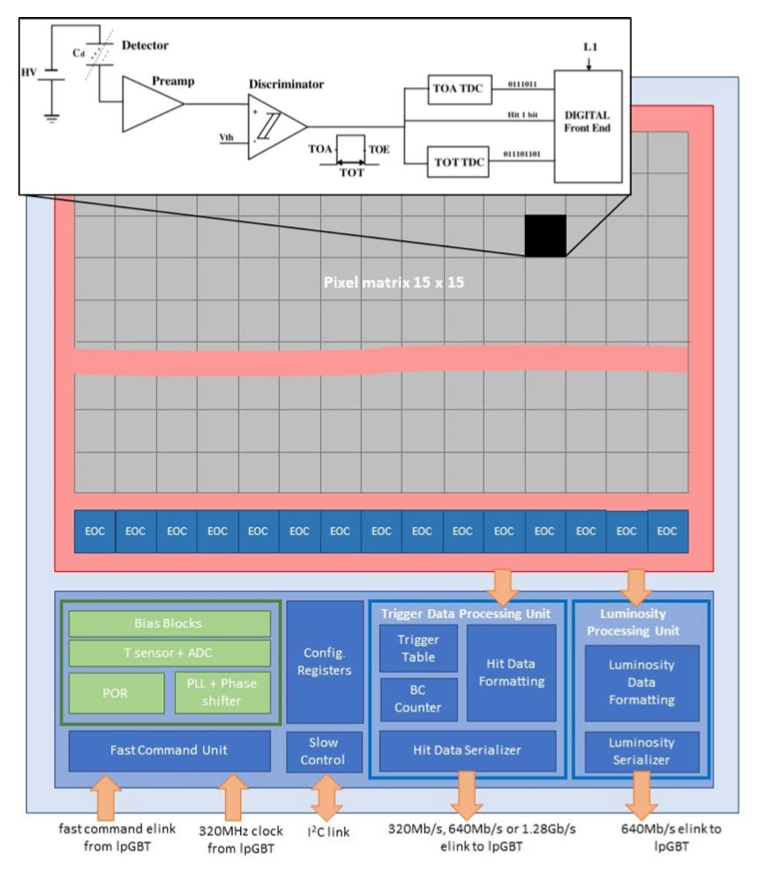 L1
Detector
Cd
HV
Preamp
Discriminator
TOA TDC
0111011
Hit 1 bit
DIGITAL
Front End
Vth
TOA
TOE
TOT
TOT TDC
011101101
Pixel matrix 15 x 15
EOC EOC EOC EOC EOC EOC EOC EOC EOC EOC EOC EOC EOC EOC EOC
Bias Blocks
T sensor + ADC
POR
PLL + Phase
shifter
Fast Command Unit
Config.
Registers
Slow
Control
Trigger Data Processing Unit
Trigger
Table
BC
Counter
Hit Data
Formatting
Hit Data Serializer
Luminosity
Processing Unit
Luminosity
Data
Formatting
Luminosity
Serializer
fast command elink
from lpGBT
320MHz clock
from lpGBT
I²C link
320Mb/s, 640Mb/s or 1.28Gb/s
elink to lpGBT
640Mb/s elink to
lpGBT